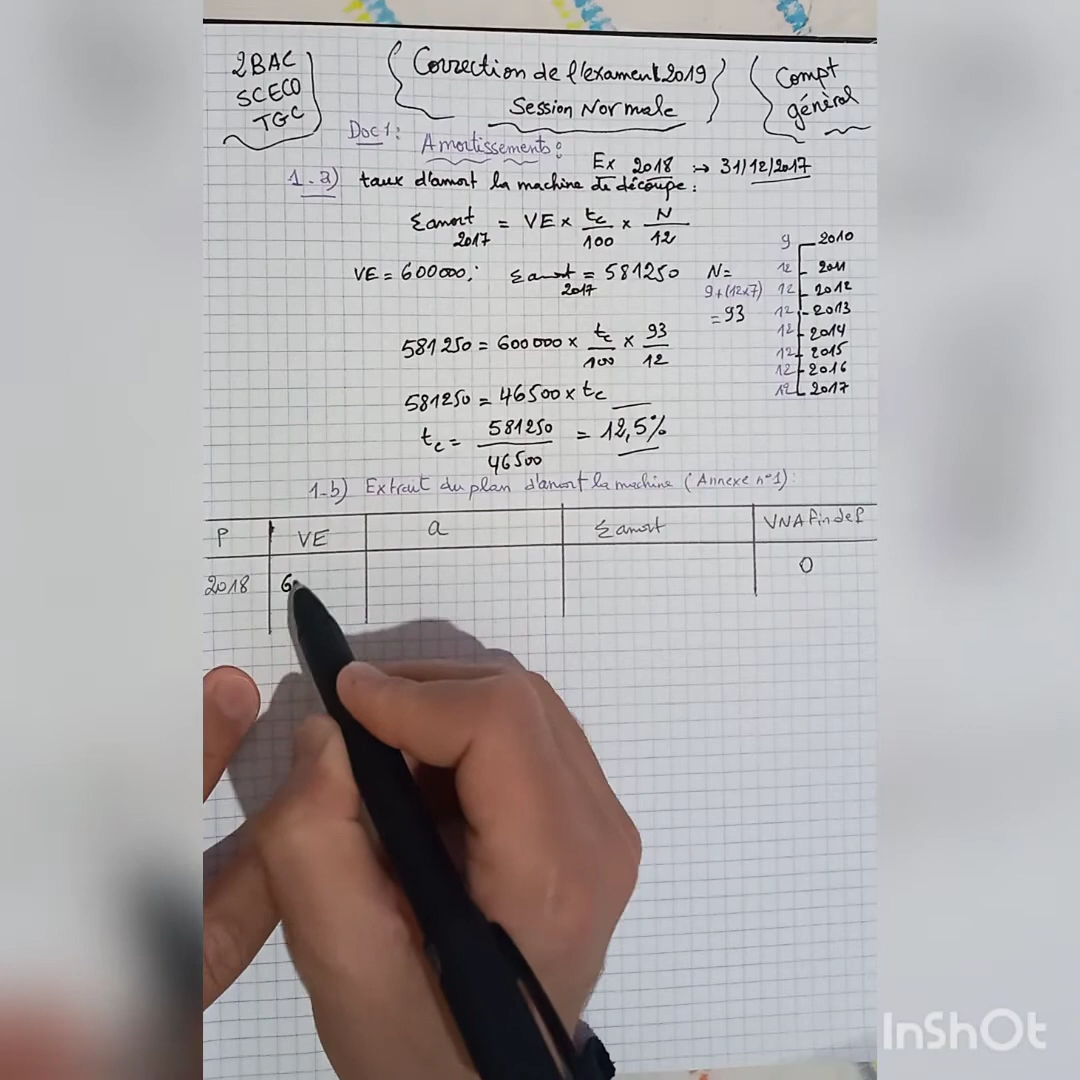 2BAC
SCECO
TGC
Correction de l'examen 2019
Session Normale
Compt
général
Doc 1:
Amortissements:
Ex 2018 → 31/12/2017
1-a) taux d'amort la machine de découpe:
Σamort 2017 = VE × tc/100 × N/12
VE = 600000; Σamort 2017 = 581250 N=
9+(12×7)
= 93
9 2010
12 2011
12 2012
12 2013
12 2014
12 2015
12 2016
12 2017
581250 = 600000 × tc/100 × 93/12
581250 = 46500 × tc
tc = 581250/46500 = 12,5%
1-b) Extrait du plan d'amort la machine (Annexe n°1):
P VE a Σamort VNA fin de P
2018 6 0
InShOt